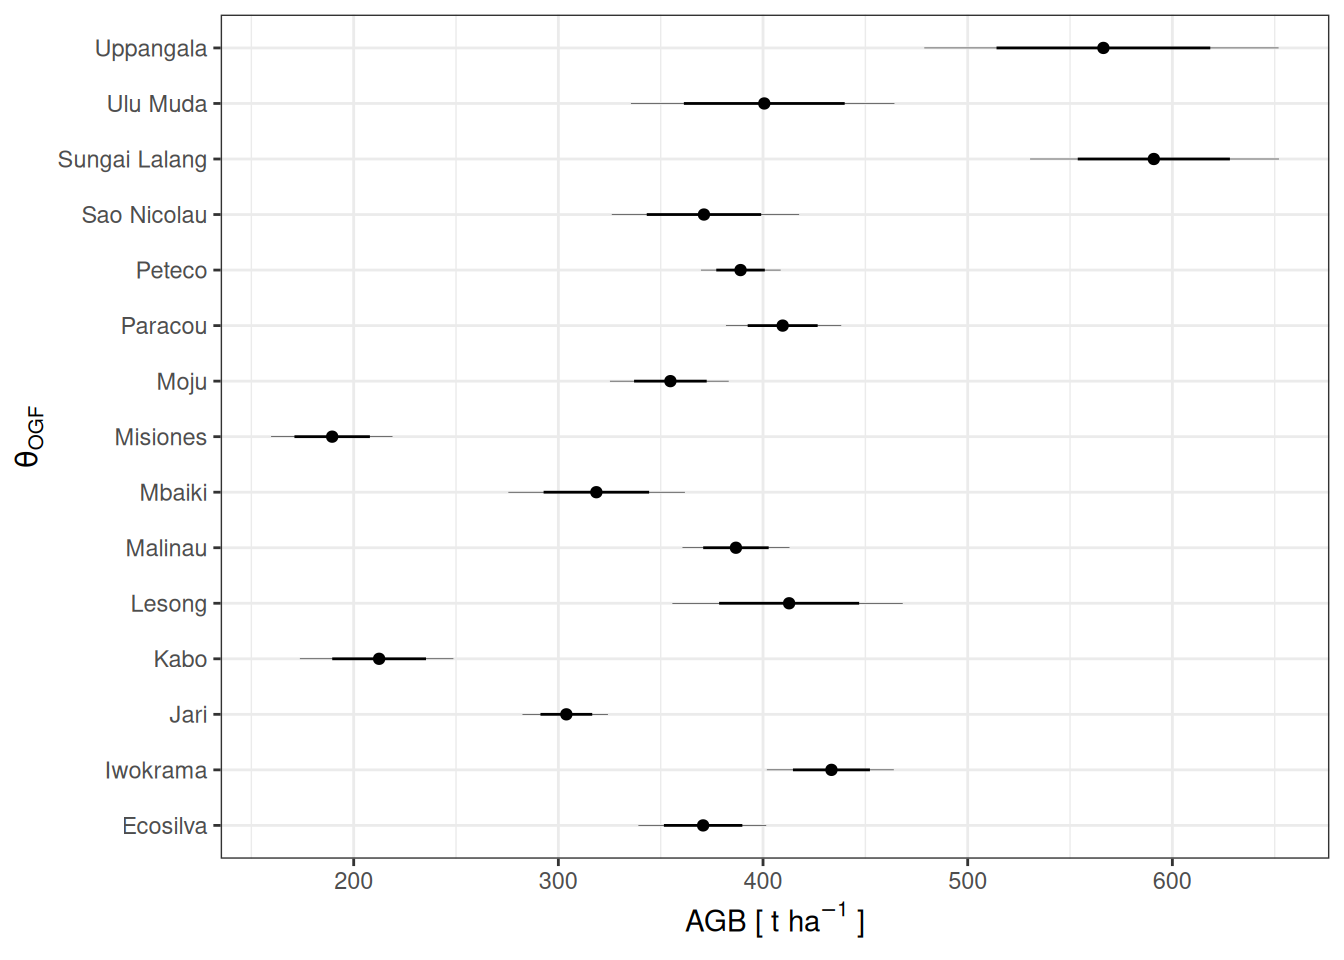 Uppangala
Ulu Muda
Sungai Lalang
Sao Nicolau
Peteco
Paracou
Moju
Misiones
Mbaiki
Malinau
Lesong
Kabo
Jari
Iwokrama
Ecosilva
θOGF
200 300 400 500 600
AGB [ t ha−1 ]